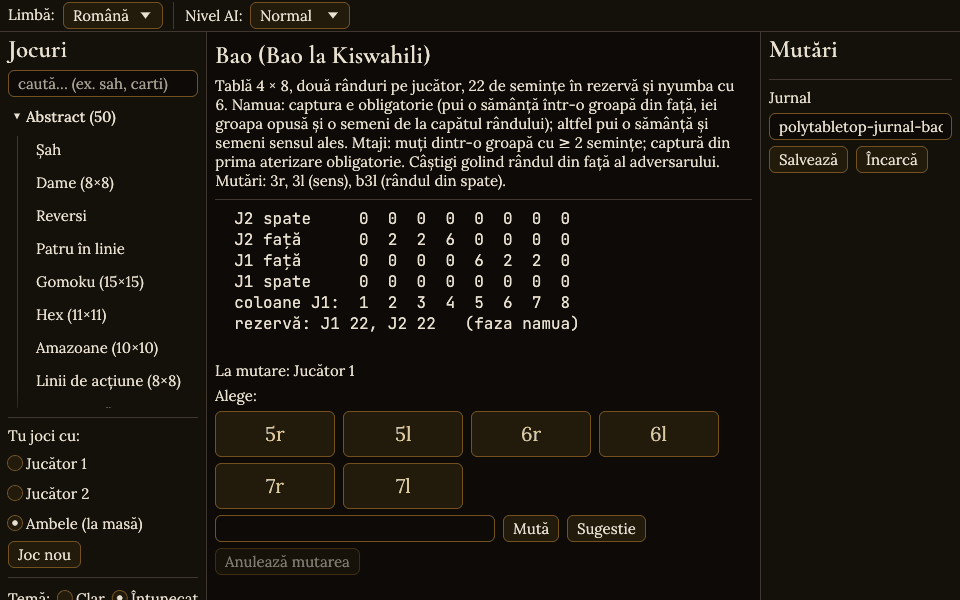 Limbă: Română ▼ Nivel AI: Normal ▼
Jocuri
caută... (ex. sah, carti)
▼ Abstract (50)
Șah
Dame (8×8)
Reversi
Patru în linie
Gomoku (15×15)
Hex (11×11)
Amazoane (10×10)
Linii de acțiune (8×8)
Tu joci cu:
Jucător 1
Jucător 2
Ambele (la masă)
Joc nou
Temă: Clar Întunecat
Bao (Bao la Kiswahili)
Tablă 4 × 8, două rânduri pe jucător, 22 de semințe în rezervă și nyumba cu
6. Namua: captura e obligatorie (pui o sămânță într-o groapă din față, iei
groapa opusă și o semeni de la capătul rândului); altfel pui o sămânță și
semeni sensul ales. Mtaji: muți dintr-o groapă cu ≥ 2 semințe; captură din
prima aterizare obligatorie. Câștigi golind rândul din față al adversarului.
Mutări: 3r, 3l (sens), b3l (rândul din spate).
J2 spate 0 0 0 0 0 0 0 0
J2 față 0 2 2 6 0 0 0 0
J1 față 0 0 0 0 6 2 2 0
J1 spate 0 0 0 0 0 0 0 0
coloane J1: 1 2 3 4 5 6 7 8
rezervă: J1 22, J2 22 (faza namua)
La mutare: Jucător 1
Alege:
5r 5l 6r 6l
7r 7l
Mută Sugestie
Anulează mutarea
Mutări
Jurnal
polytabletop-jurnal-bao
Salvează Încarcă